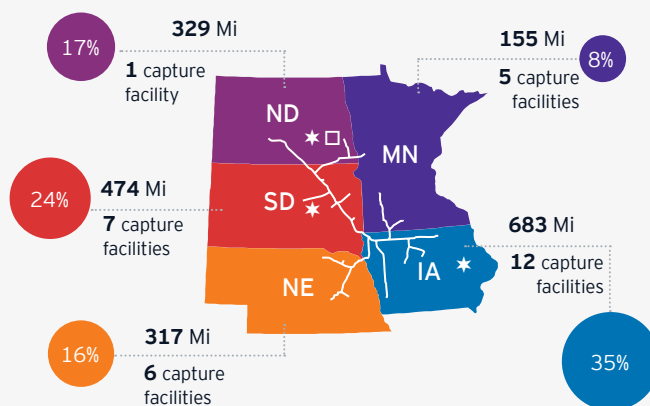 17%
329 Mi
1 capture
facility
155 Mi
8%
5 capture
facilities
ND
MN
24%
474 Mi
7 capture
facilities
SD
683 Mi
12 capture
facilities
IA
NE
35%
317 Mi
16%
6 capture
facilities